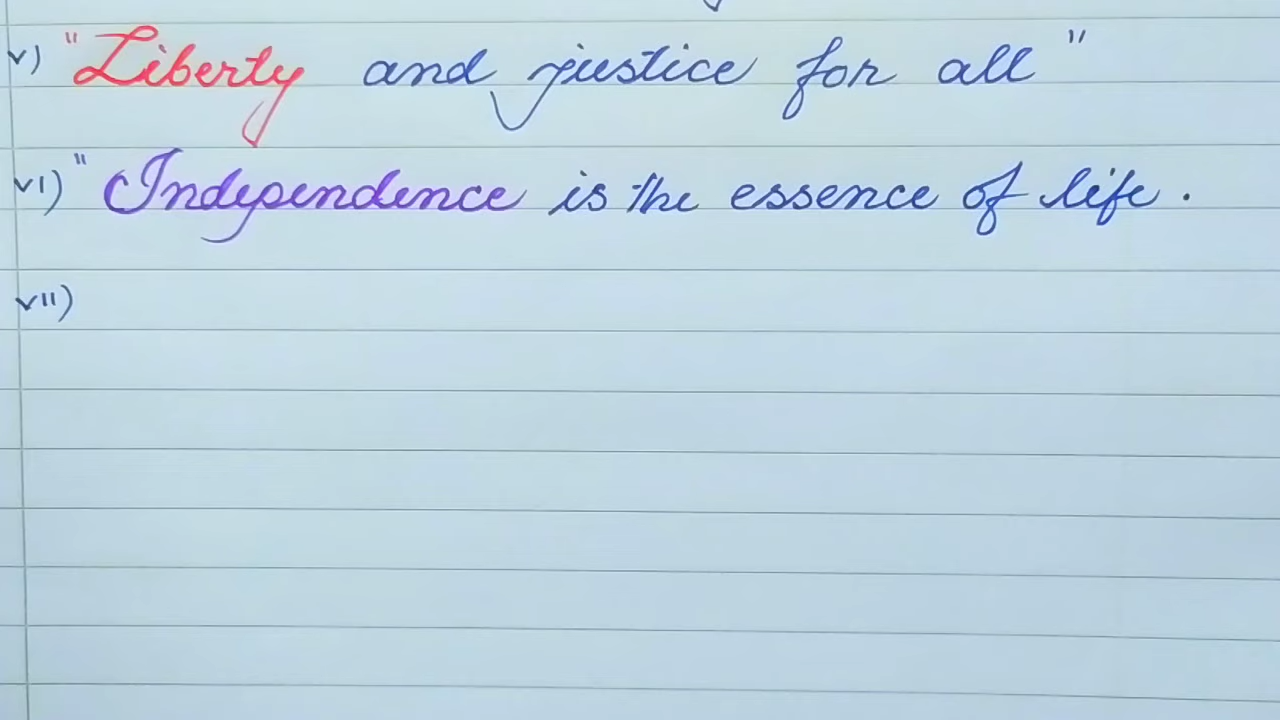 v) "Liberty and justice for all"
vi) "Independence is the essence of life.
vii)